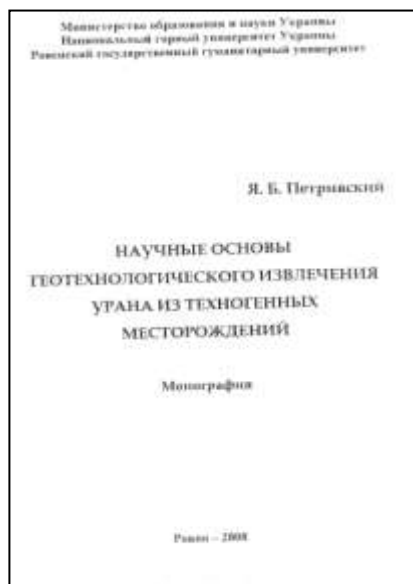 Министерство образования и науки Украины
Национальный горный университет Украины
Ровенский государственный гуманитарный университет
Я. Б. Петривский
НАУЧНЫЕ ОСНОВЫ
ГЕОТЕХНОЛОГИЧЕСКОГО ИЗВЛЕЧЕНИЯ
УРАНА ИЗ ТЕХНОГЕННЫХ
МЕСТОРОЖДЕНИЙ
Монография
Ровно – 2008